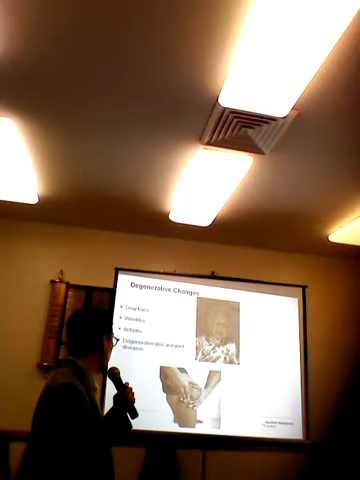 Degenerative Changes
• Gray hairs
• Wrinkles
• Arthritis
• Degenerative disc and joint
diseases